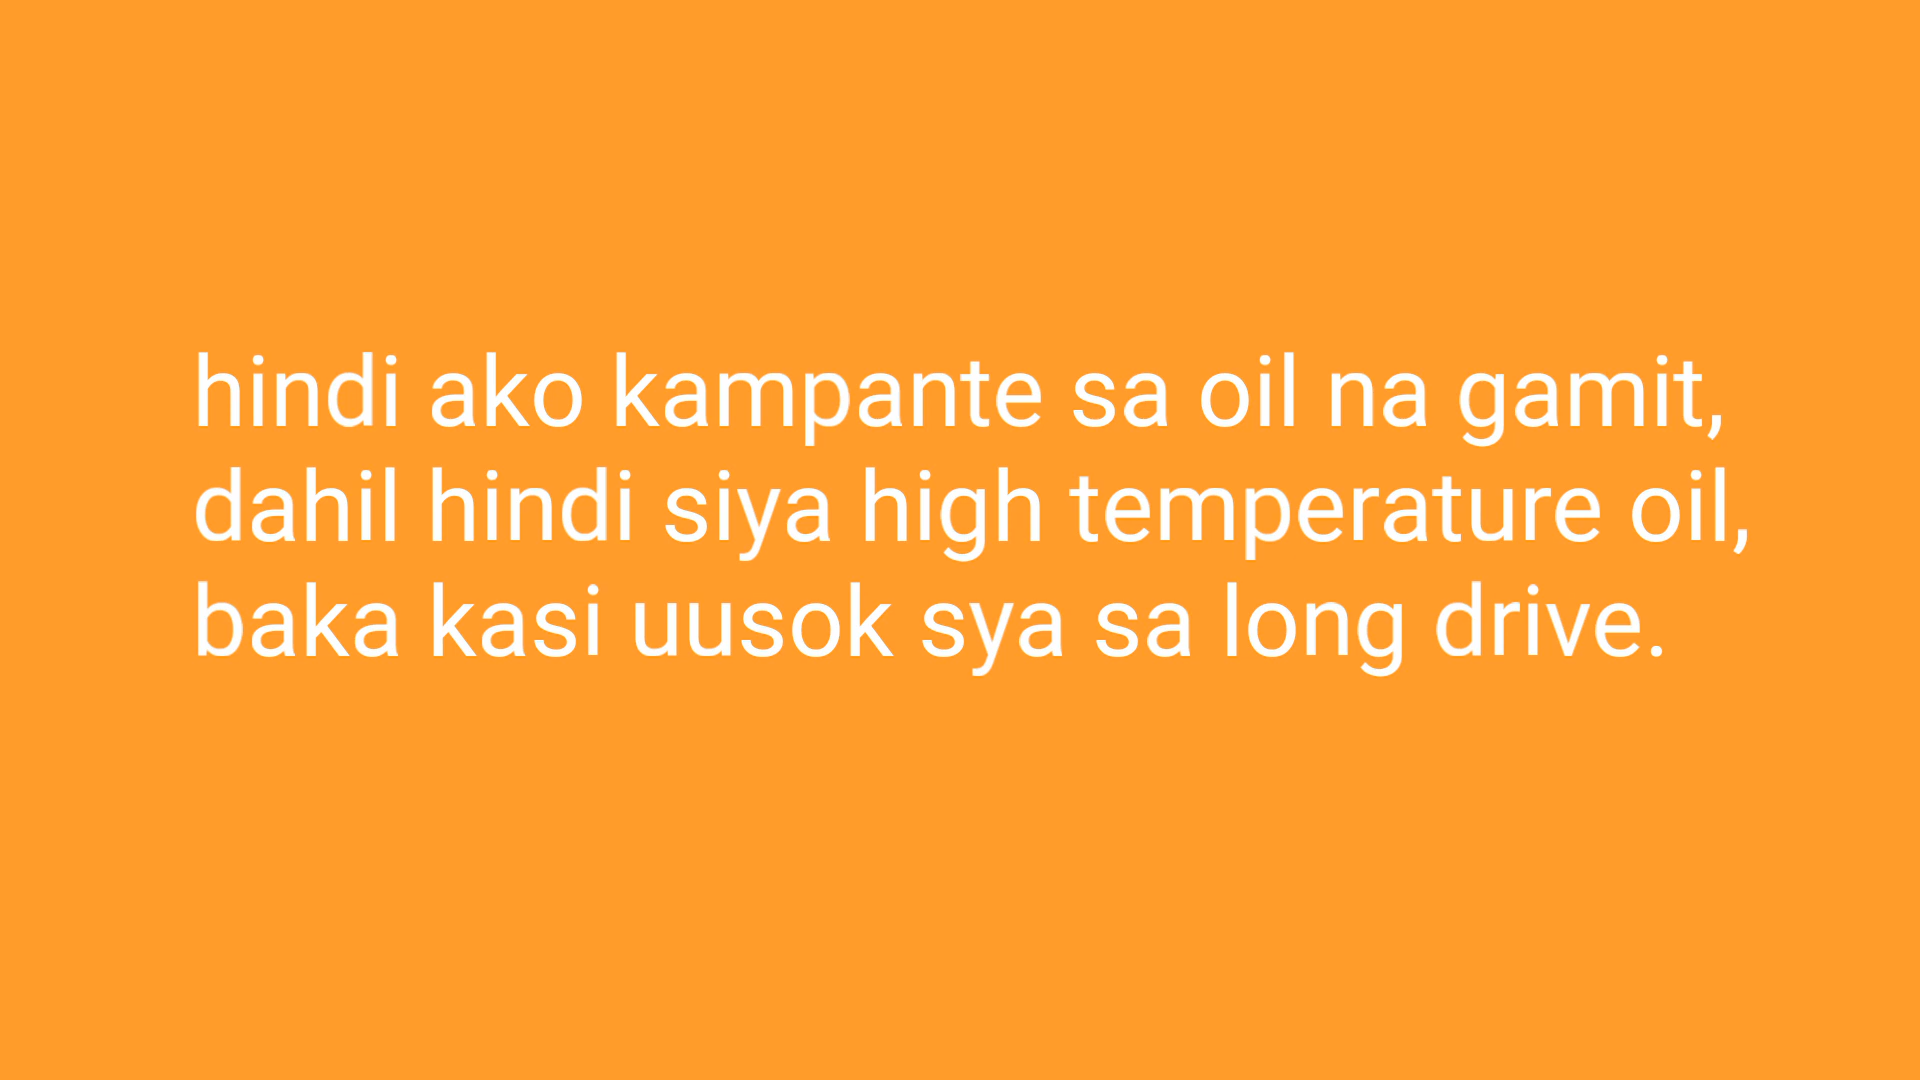 hindi ako kampante sa oil na gamit,
dahil hindi siya high temperature oil,
baka kasi uusok sya sa long drive.